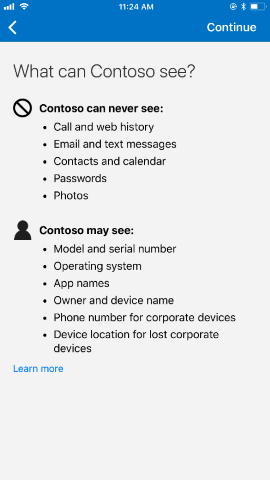 11:24 AM
Continue
What can Contoso see?
Contoso can never see:
• Call and web history
• Email and text messages
• Contacts and calendar
• Passwords
• Photos
Contoso may see:
• Model and serial number
• Operating system
• App names
• Owner and device name
• Phone number for corporate devices
• Device location for lost corporate
devices
Learn more